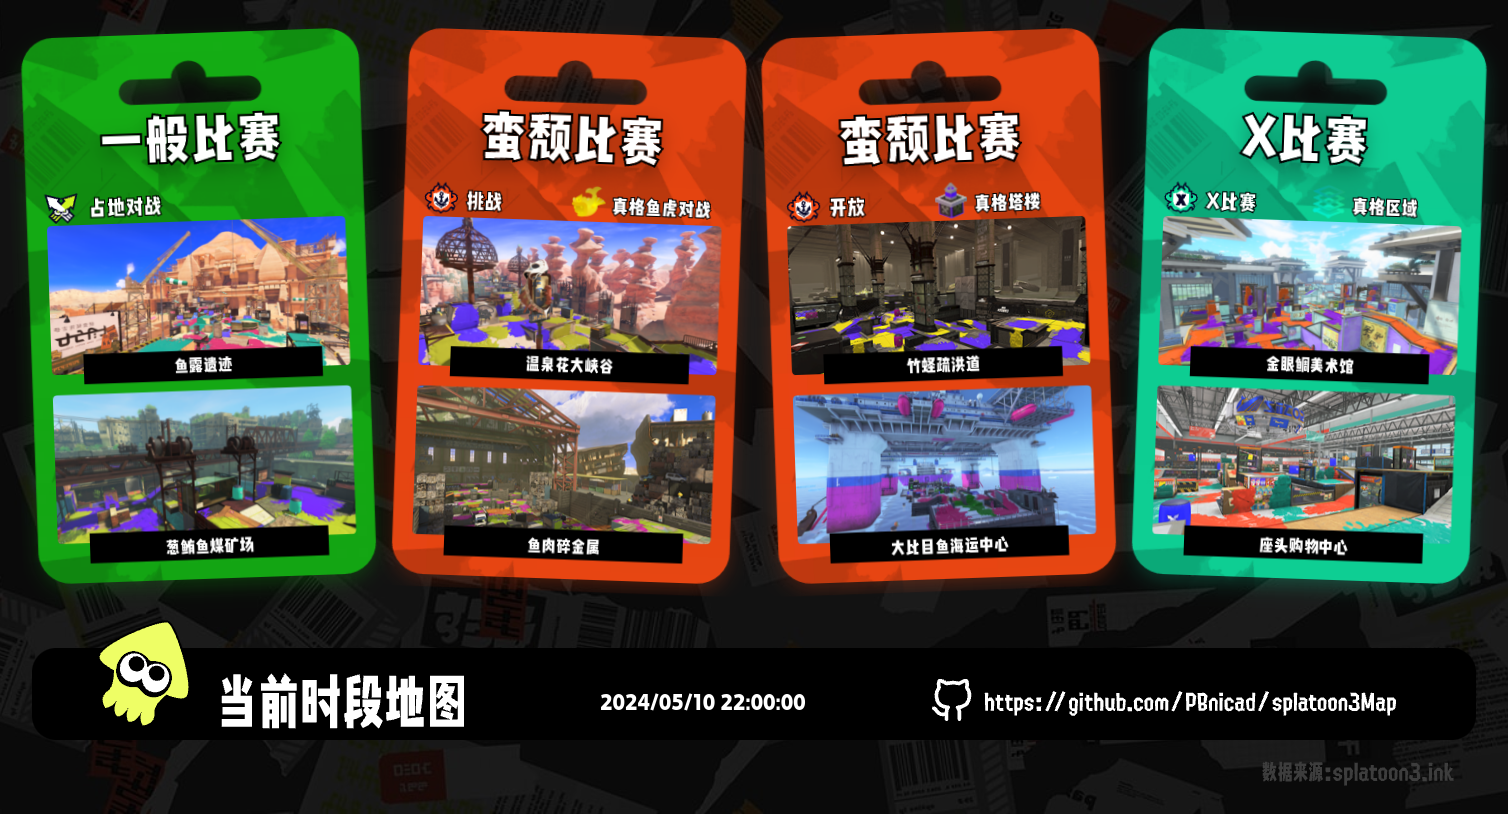 一般比赛
占地对战
鱼露遗迹
葱鲔鱼煤矿场
蛮颓比赛
挑战
真格鱼虎对战
温泉花大峡谷
鱼肉碎金属
蛮颓比赛
开放
真格塔楼
竹蛏疏洪道
大比目鱼海运中心
X比赛
X比赛
真格区域
金眼鲷美术馆
座头购物中心
当前时段地图
2024/05/10 22:00:00
https://github.com/PBnicad/splatoon3Map
数据来源:splatoon3.ink